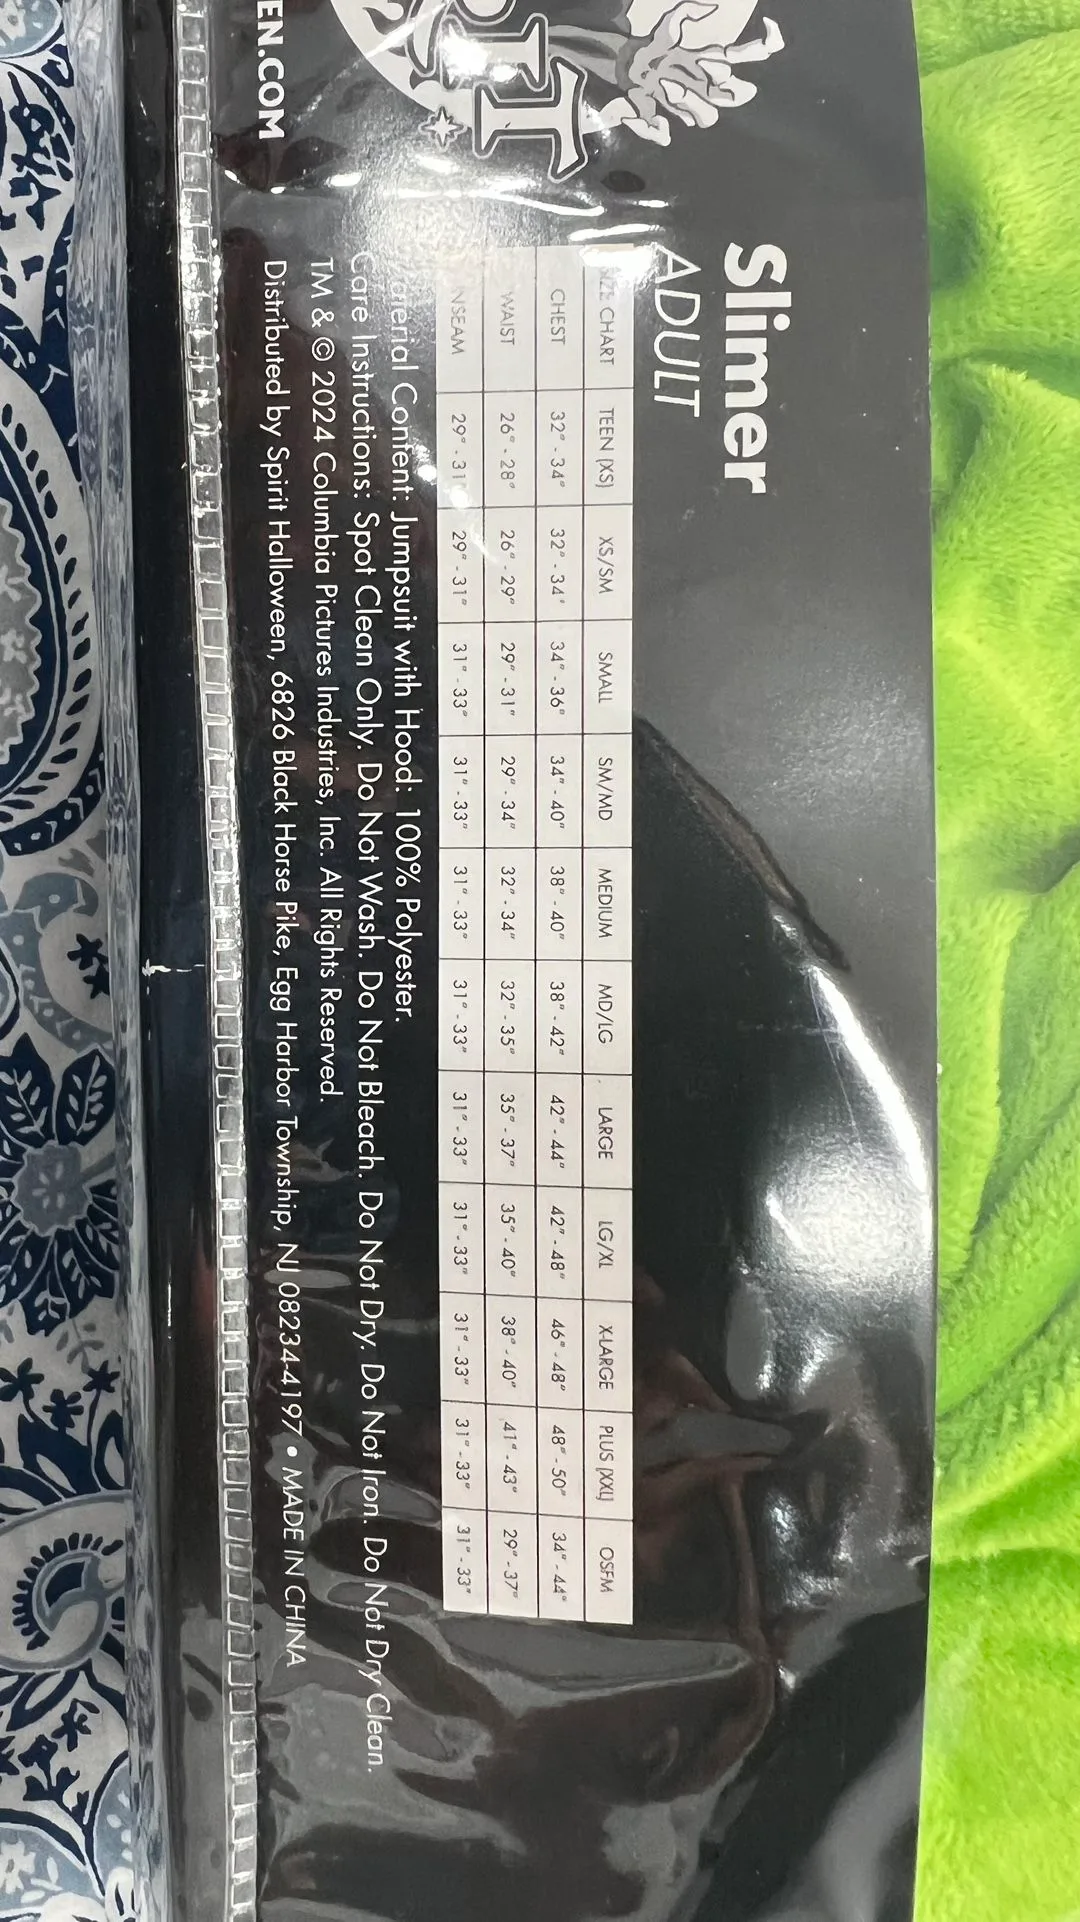 Slimer
ADULT
CHART TEEN (XS) XS/SM SMALL SM/MD MEDIUM MD/LG LARGE LG/XL X-LARGE PLUS (XXL) OSFM
CHEST 32" - 34" 32" - 34" 34" - 36" 34" - 40" 38" - 40" 38" - 42" 42" - 44" 42" - 48" 46" - 48" 48" - 50" 34" - 44"
WAIST 26" - 28" 26" - 29" 29" - 31" 29" - 34" 32" - 34" 32" - 35" 35" - 37" 35" - 40" 38" - 40" 41" - 43" 29" - 37"
NSEAM 29" - 31" 29" - 31" 31" - 33" 31" - 33" 31" - 33" 31" - 33" 31" - 33" 31" - 33" 31" - 33" 31" - 33" 31" - 33"
Content: Jumpsuit with Hood: 100% Polyester.
Care Instructions: Spot Clean Only. Do Not Wash. Do Not Bleach. Do Not Dry. Do Not Iron. Do Not Dry Clean.
TM & © 2024 Columbia Pictures Industries, Inc. All Rights Reserved.
Distributed by Spirit Halloween, 6826 Black Horse Pike, Egg Harbor Township, NJ 08234-4197 • MADE IN CHINA
EN.COM